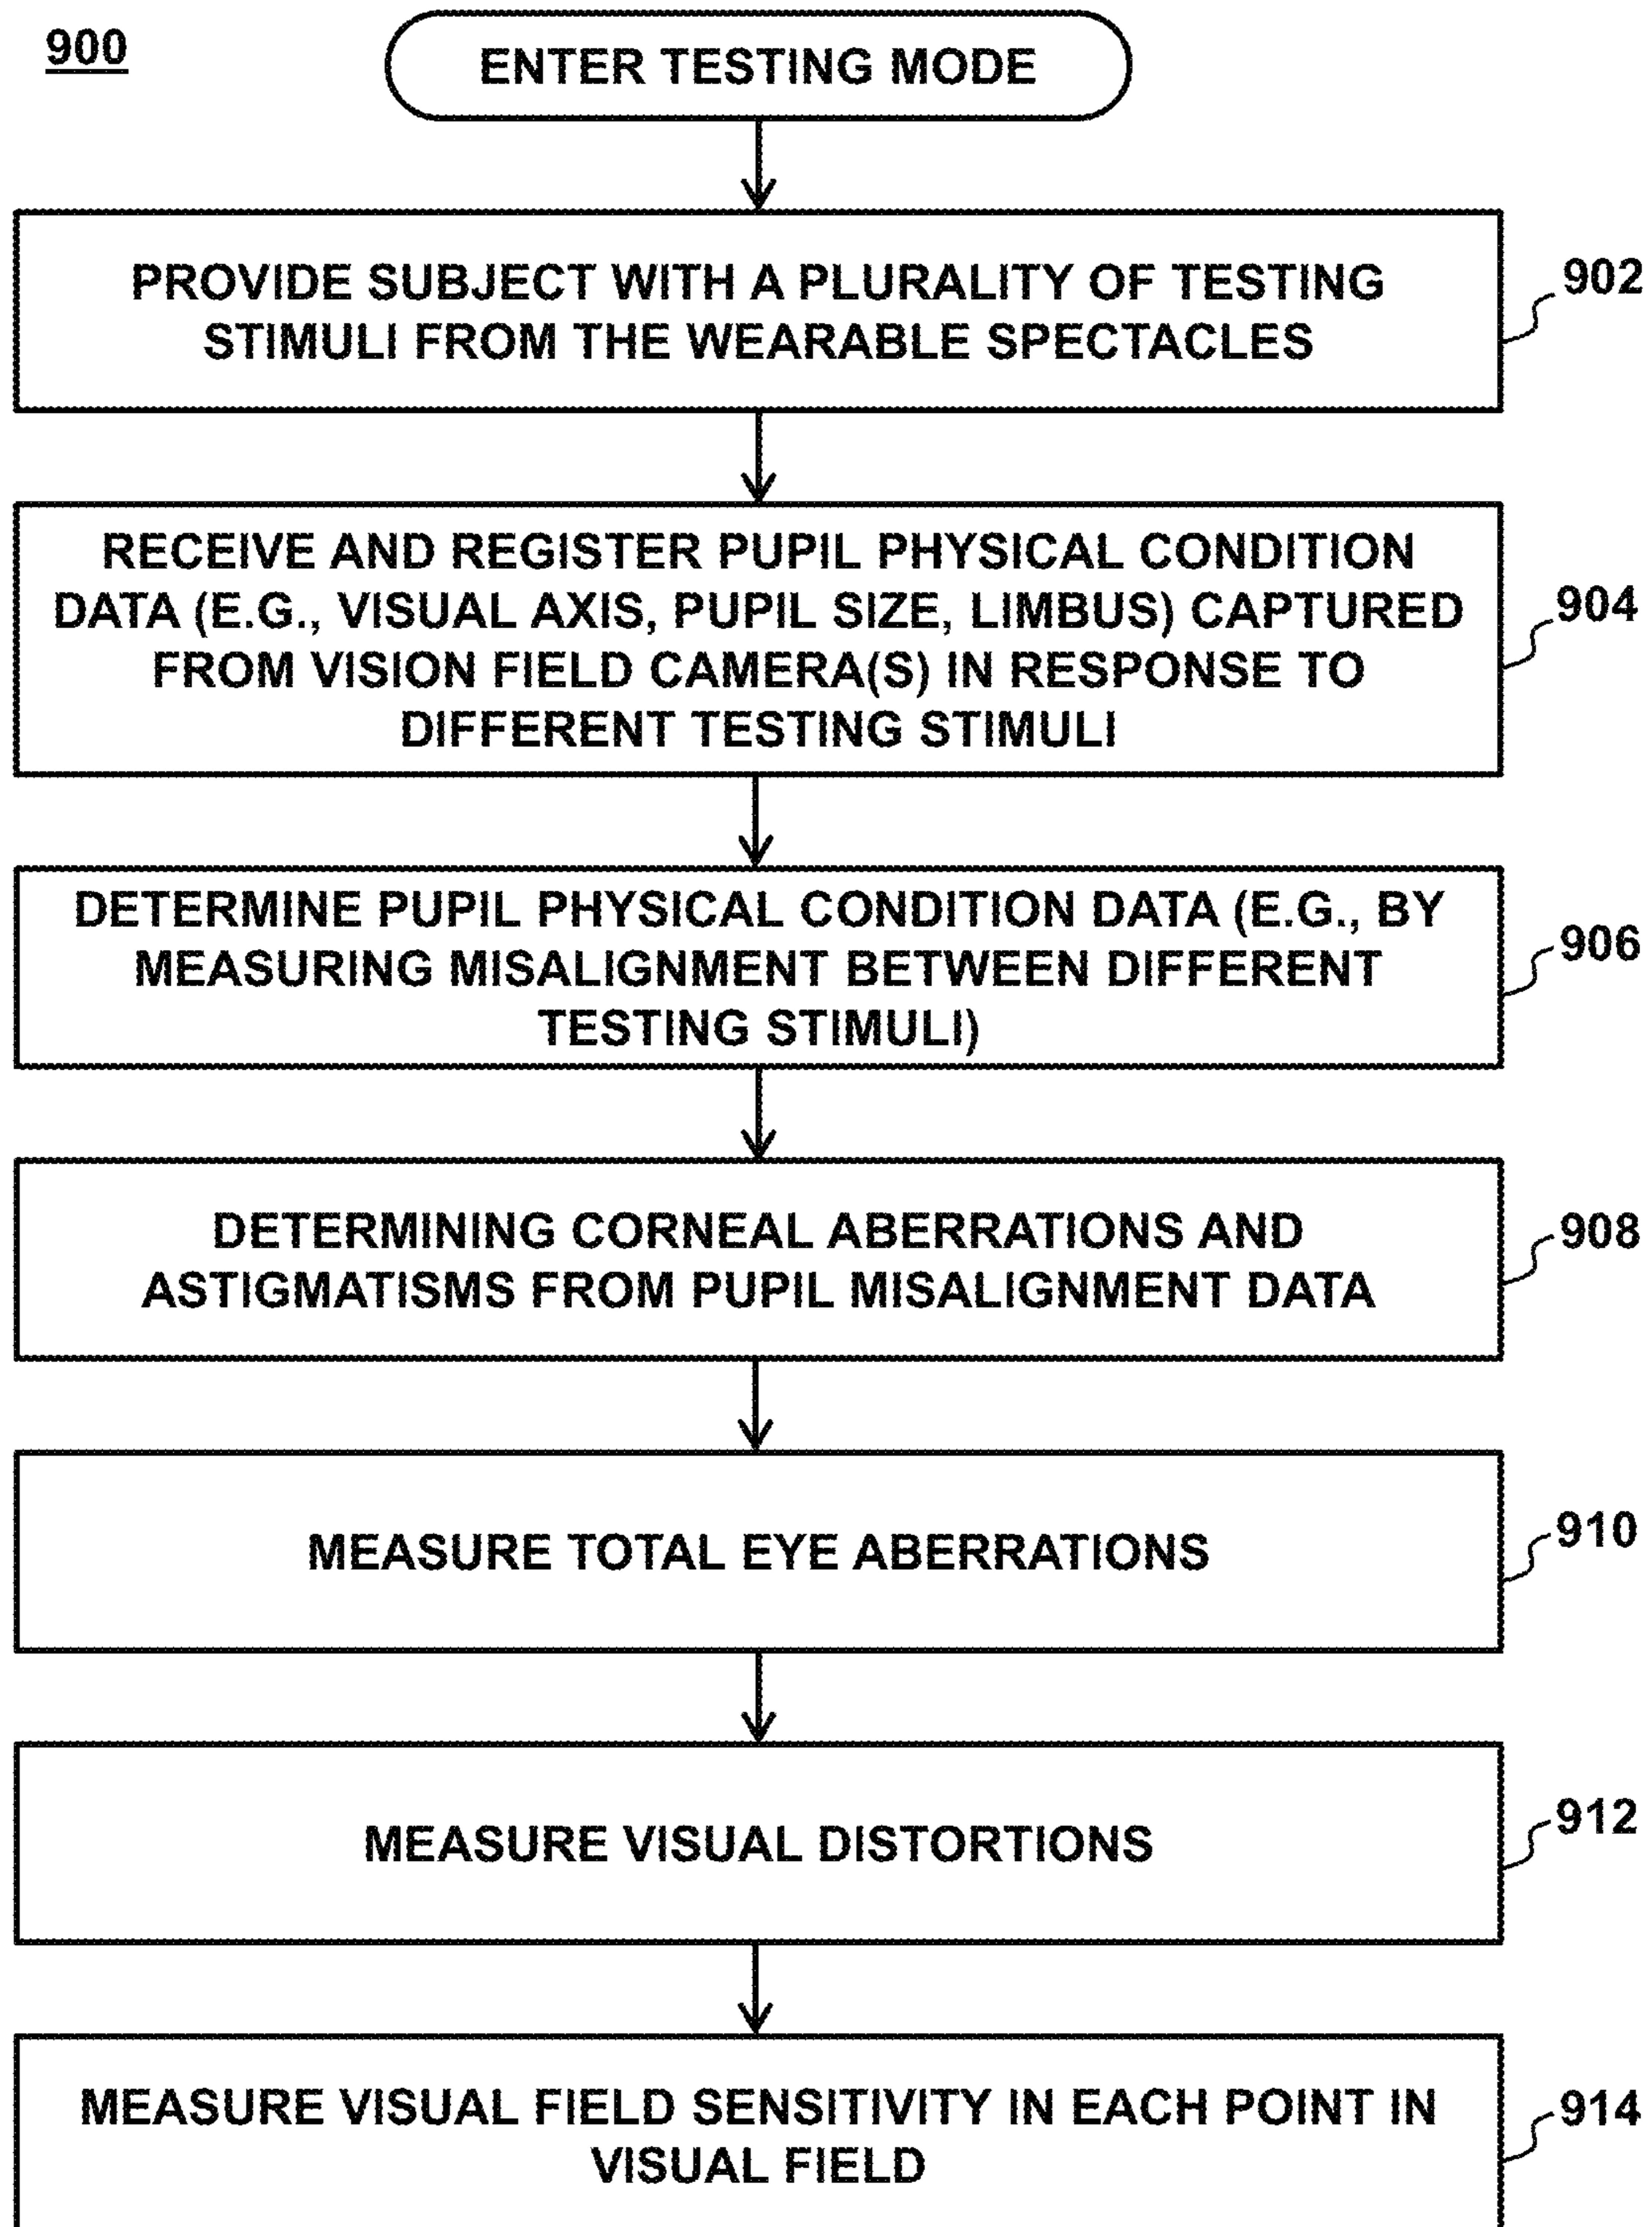 900
ENTER TESTING MODE
PROVIDE SUBJECT WITH A PLURALITY OF TESTING
STIMULI FROM THE WEARABLE SPECTACLES
902
RECEIVE AND REGISTER PUPIL PHYSICAL CONDITION
DATA (E.G., VISUAL AXIS, PUPIL SIZE, LIMBUS) CAPTURED
FROM VISION FIELD CAMERA(S) IN RESPONSE TO
DIFFERENT TESTING STIMULI
904
DETERMINE PUPIL PHYSICAL CONDITION DATA (E.G., BY
MEASURING MISALIGNMENT BETWEEN DIFFERENT
TESTING STIMULI)
906
DETERMINING CORNEAL ABERRATIONS AND
ASTIGMATISMS FROM PUPIL MISALIGNMENT DATA
908
MEASURE TOTAL EYE ABERRATIONS
910
MEASURE VISUAL DISTORTIONS
912
MEASURE VISUAL FIELD SENSITIVITY IN EACH POINT IN
VISUAL FIELD
914